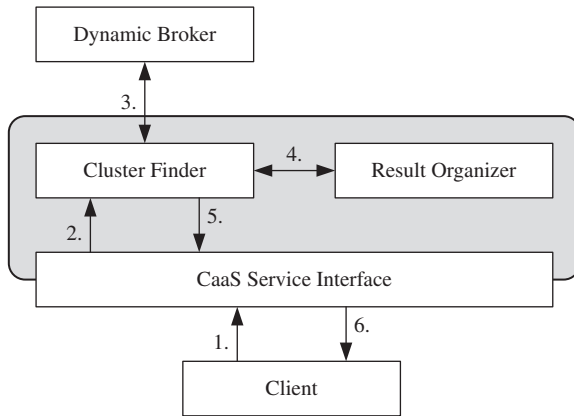 Dynamic Broker
3.
Cluster Finder
4.
Result Organizer
2.
5.
CaaS Service Interface
1.
6.
Client